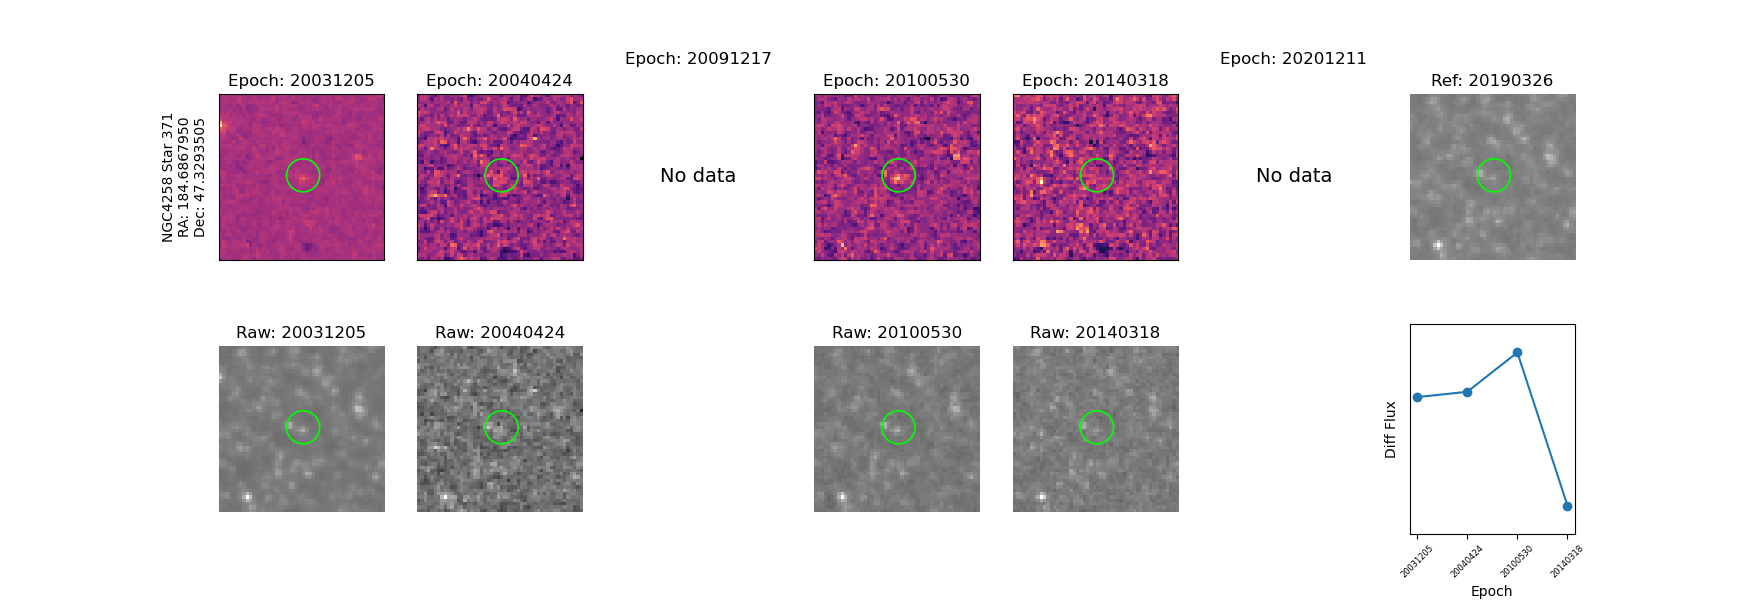 Epoch: 20091217
Epoch: 20201211
Epoch: 20031205
Epoch: 20040424
Epoch: 20100530
Epoch: 20140318
Ref: 20190326
NGC4258 Star 371
RA: 184.6867950
Dec: 47.3293505
No data
No data
Raw: 20031205
Raw: 20040424
Raw: 20100530
Raw: 20140318
Diff Flux
20031205
20040424
20100530
20140318
Epoch